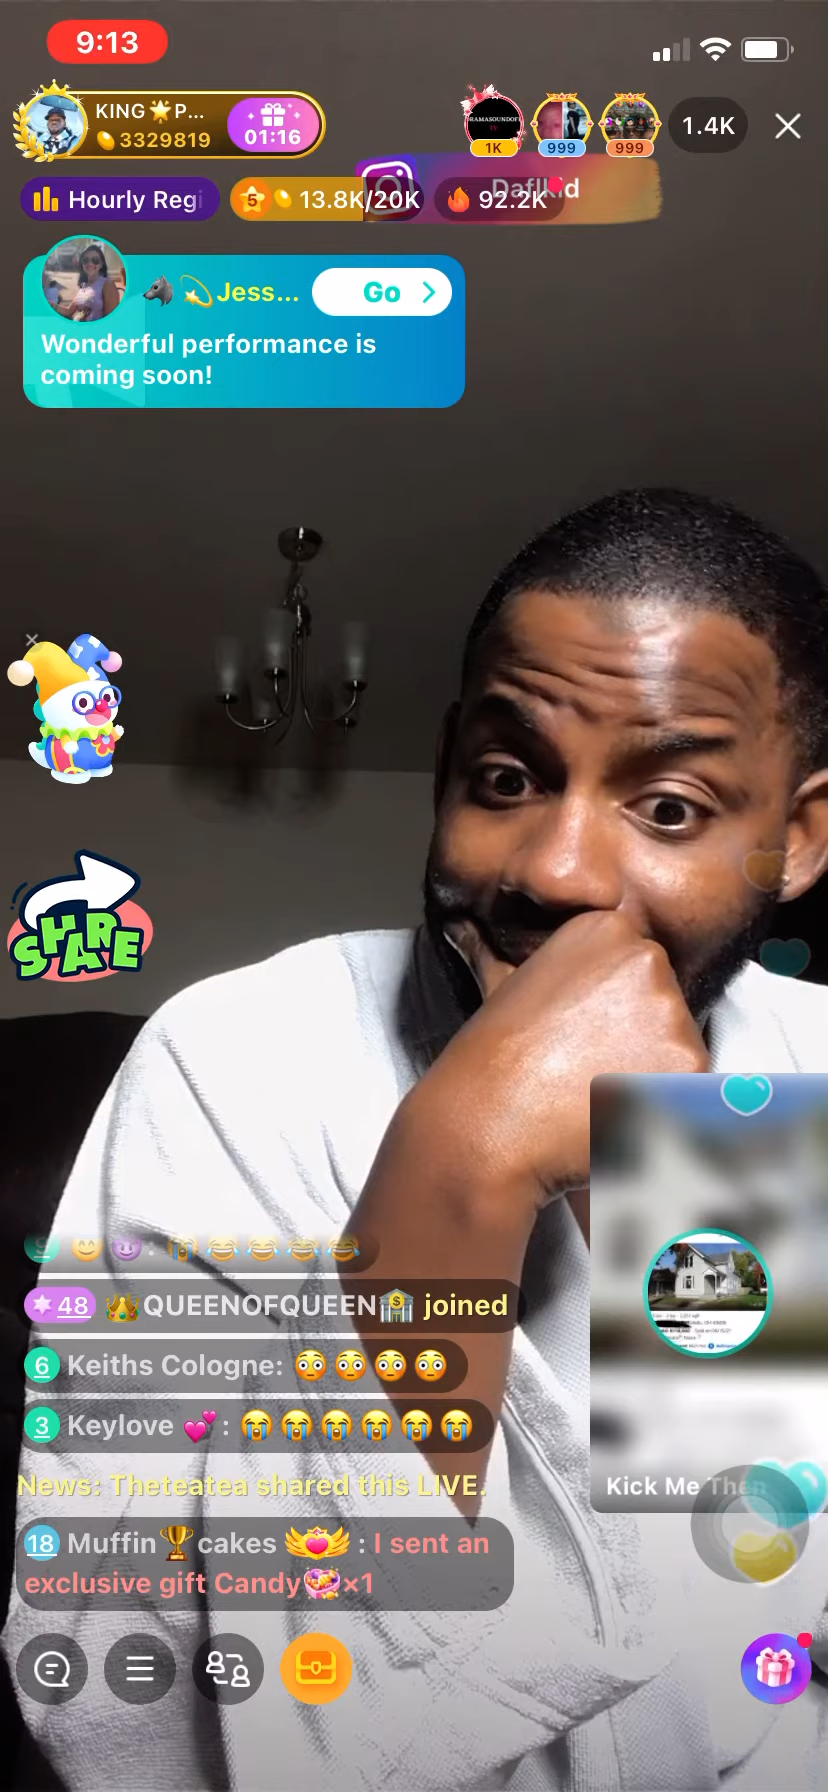 9:13
KING🌟P...
3329819
01:16
1K
999
999
1.4K
Hourly Regi
5 13.8K/20K
92.2K
🐺💫Jess...
Go
Wonderful performance is
coming soon!
SHARE
😊😈: 😭😂😂😂😂
48 👑QUEENOFQUEEN🏦 joined
6 Keiths Cologne: 😳😳😳😳
3 Keylove 💕: 😭😭😭😭😭😭
News: Theteatea shared this LIVE.
18 Muffin🏆cakes 💖: I sent an
exclusive gift Candy×1
Kick Me Then